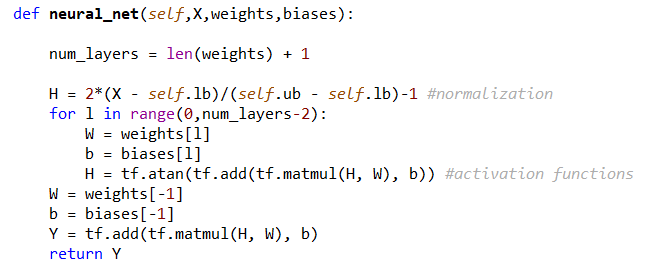 def neural_net(self,X,weights,biases):
num_layers = len(weights) + 1
H = 2*(X - self.lb)/(self.ub - self.lb)-1 #normalization
for l in range(0,num_layers-2):
W = weights[l]
b = biases[l]
H = tf.atan(tf.add(tf.matmul(H, W), b)) #activation functions
W = weights[-1]
b = biases[-1]
Y = tf.add(tf.matmul(H, W), b)
return Y